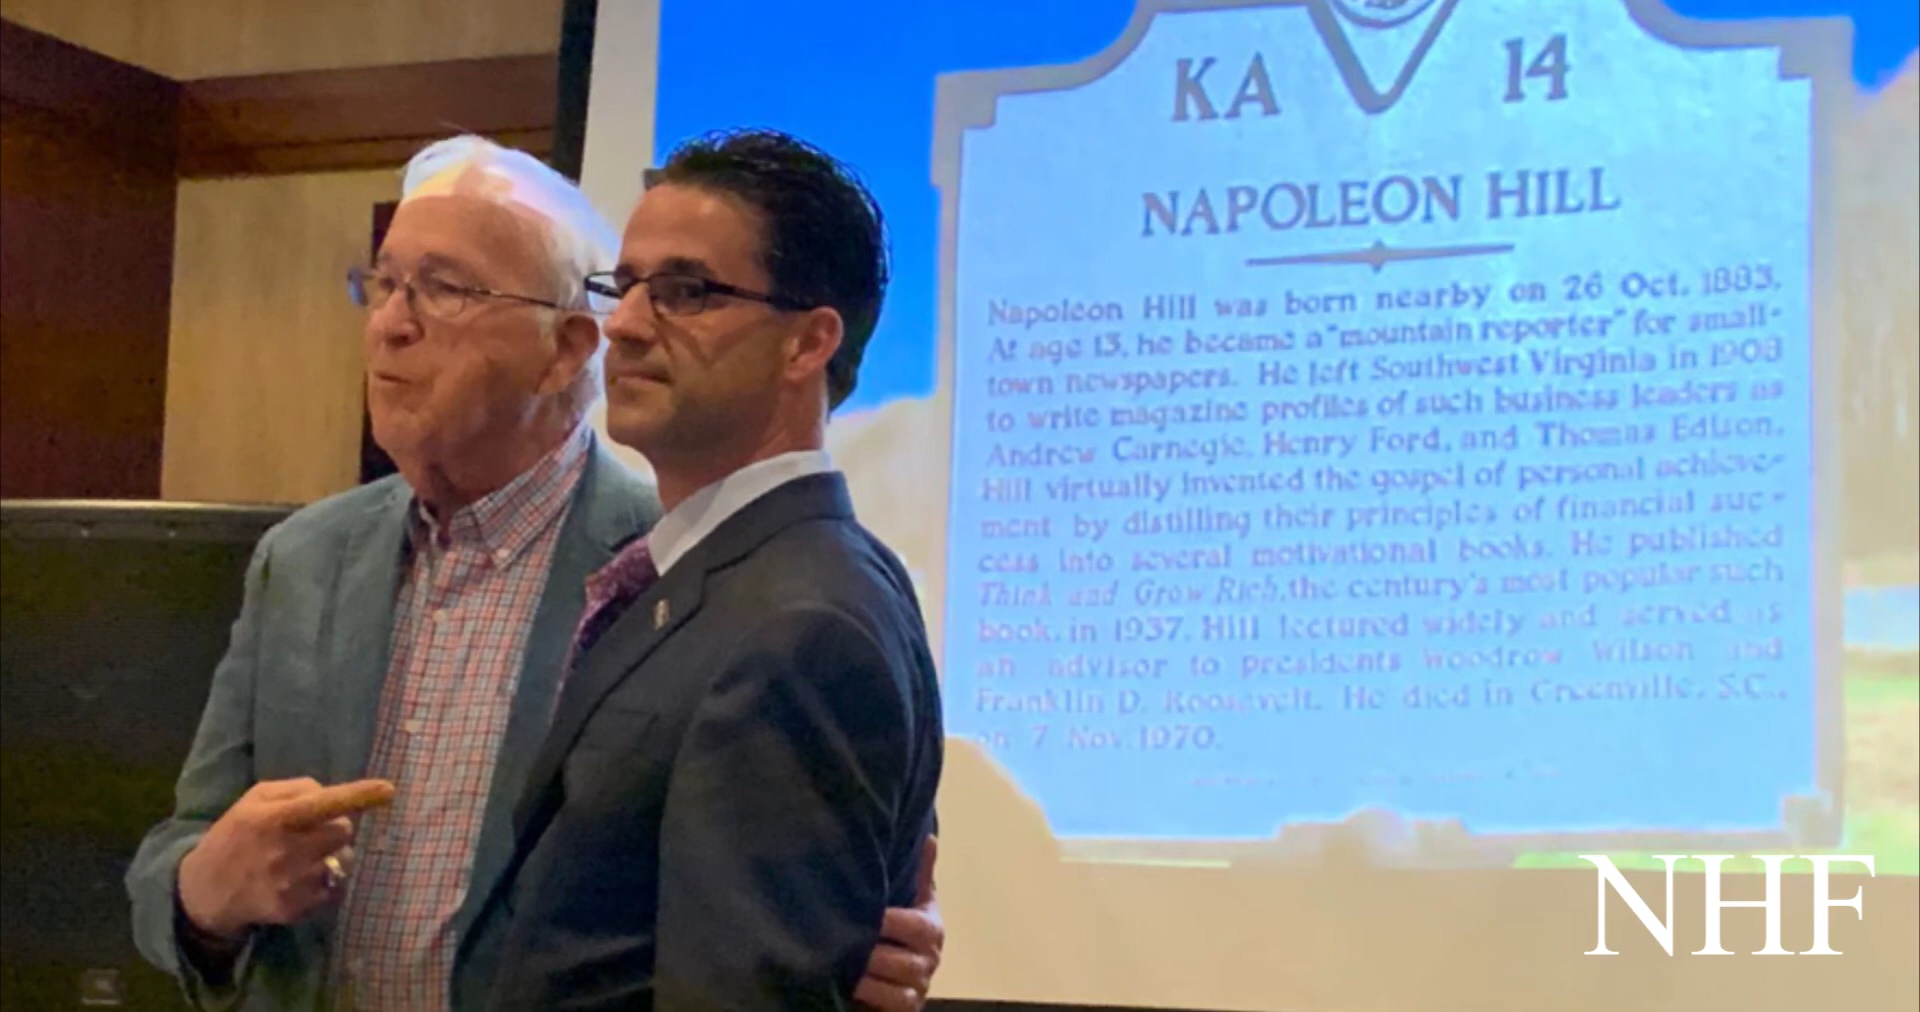 KA 14
NAPOLEON HILL
Napoleon Hill was born nearby on 26 Oct. 1883.
At age 13, he became a "mountain reporter" for small-
town newspapers. He left Southwest Virginia in 1908
to write magazine profiles of such business leaders as
Andrew Carnegie, Henry Ford, and Thomas Edison.
Hill virtually invented the gospel of personal achieve-
ment by distilling their principles of financial suc-
cess into several motivational books. He published
Think and Grow Rich, the century's most popular such
book, in 1937. Hill lectured widely and served as
an advisor to presidents Woodrow Wilson and
Franklin D. Roosevelt. He died in Greenville, S.C.,
on 7 Nov. 1970.
NHF